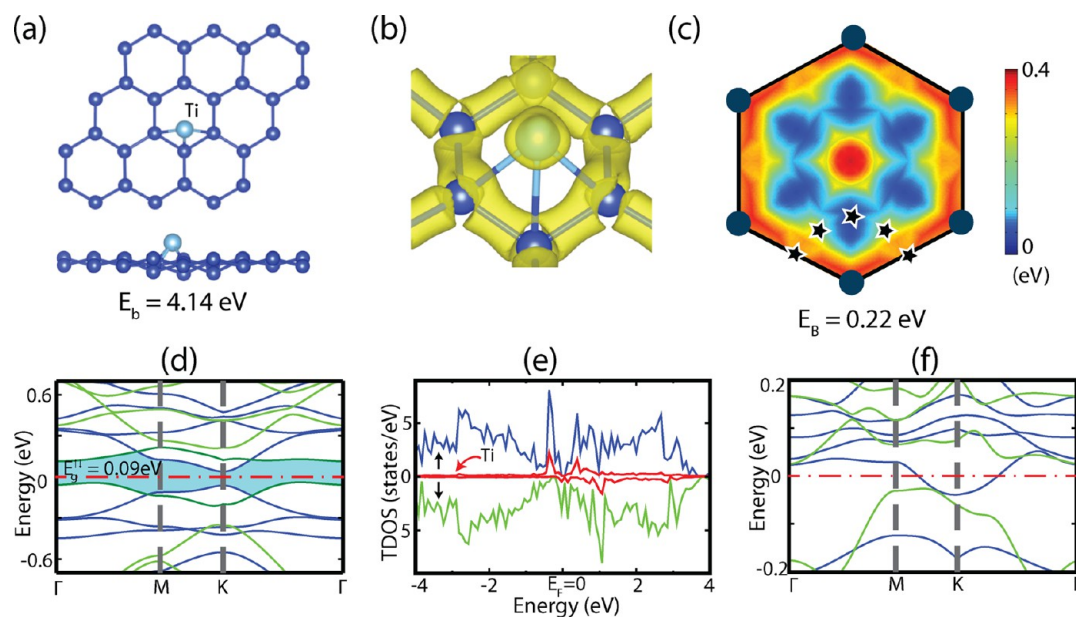 (a)
Ti
E_b = 4.14 eV
(b)
(c)
0.4
0
(eV)
E_B = 0.22 eV
(d)
0.6
0
-0.6
Energy (eV)
= 0.09eV
Γ M K Γ
(e)
5
0
5
TDOS (states/eV)
Ti
-4 -2 E_F=0 2 4
Energy (eV)
(f)
0.2
0
-0.2
Energy (eV)
Γ M K